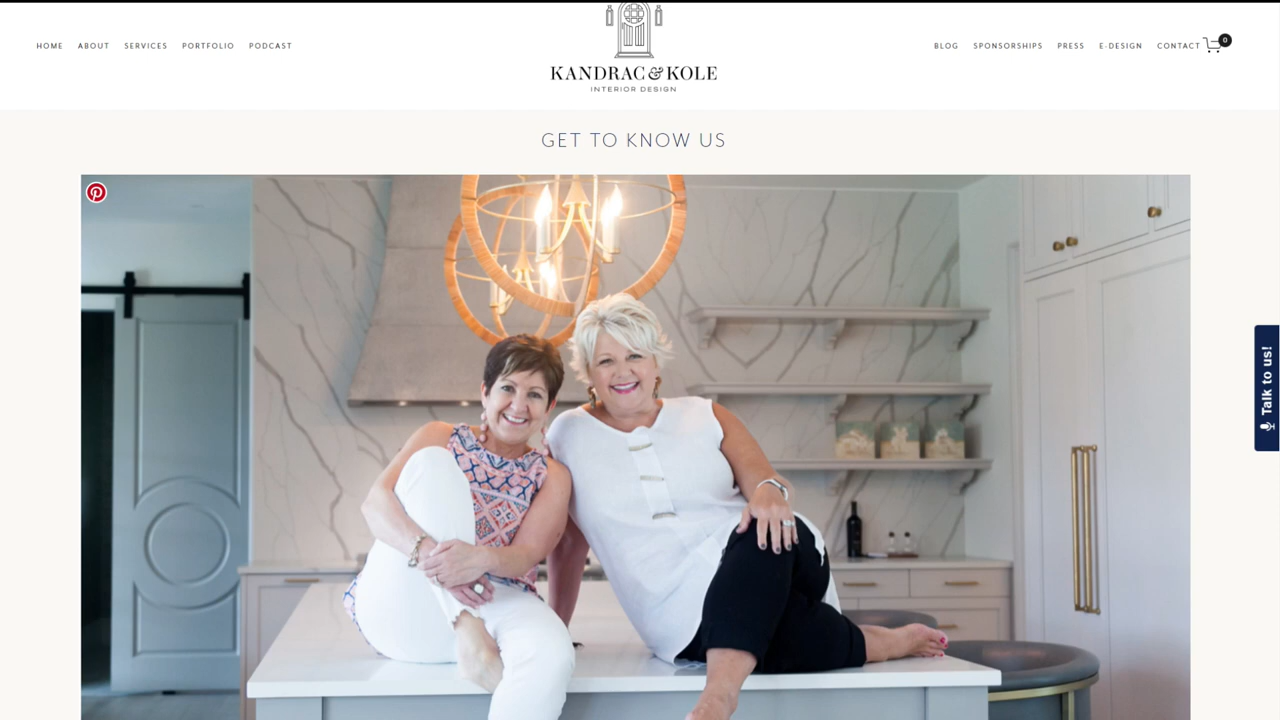 HOME ABOUT SERVICES PORTFOLIO PODCAST
KANDRAC & KOLE
INTERIOR DESIGN
BLOG SPONSORSHIPS PRESS E-DESIGN CONTACT 0
GET TO KNOW US
Talk to us!